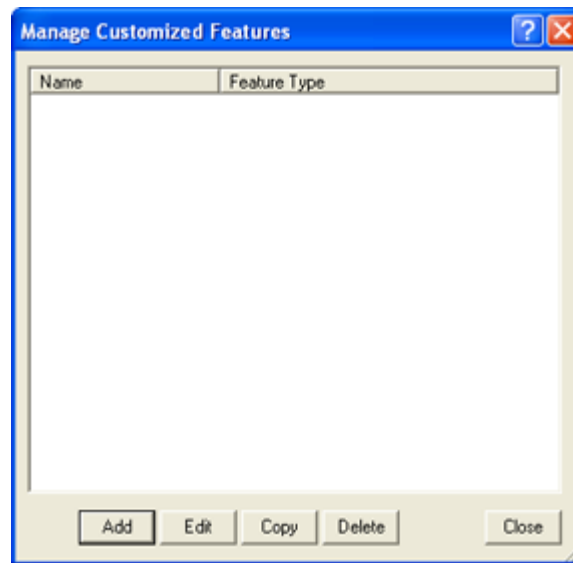 Manage Customized Features ?
Name Feature Type
Add Edit Copy Delete Close